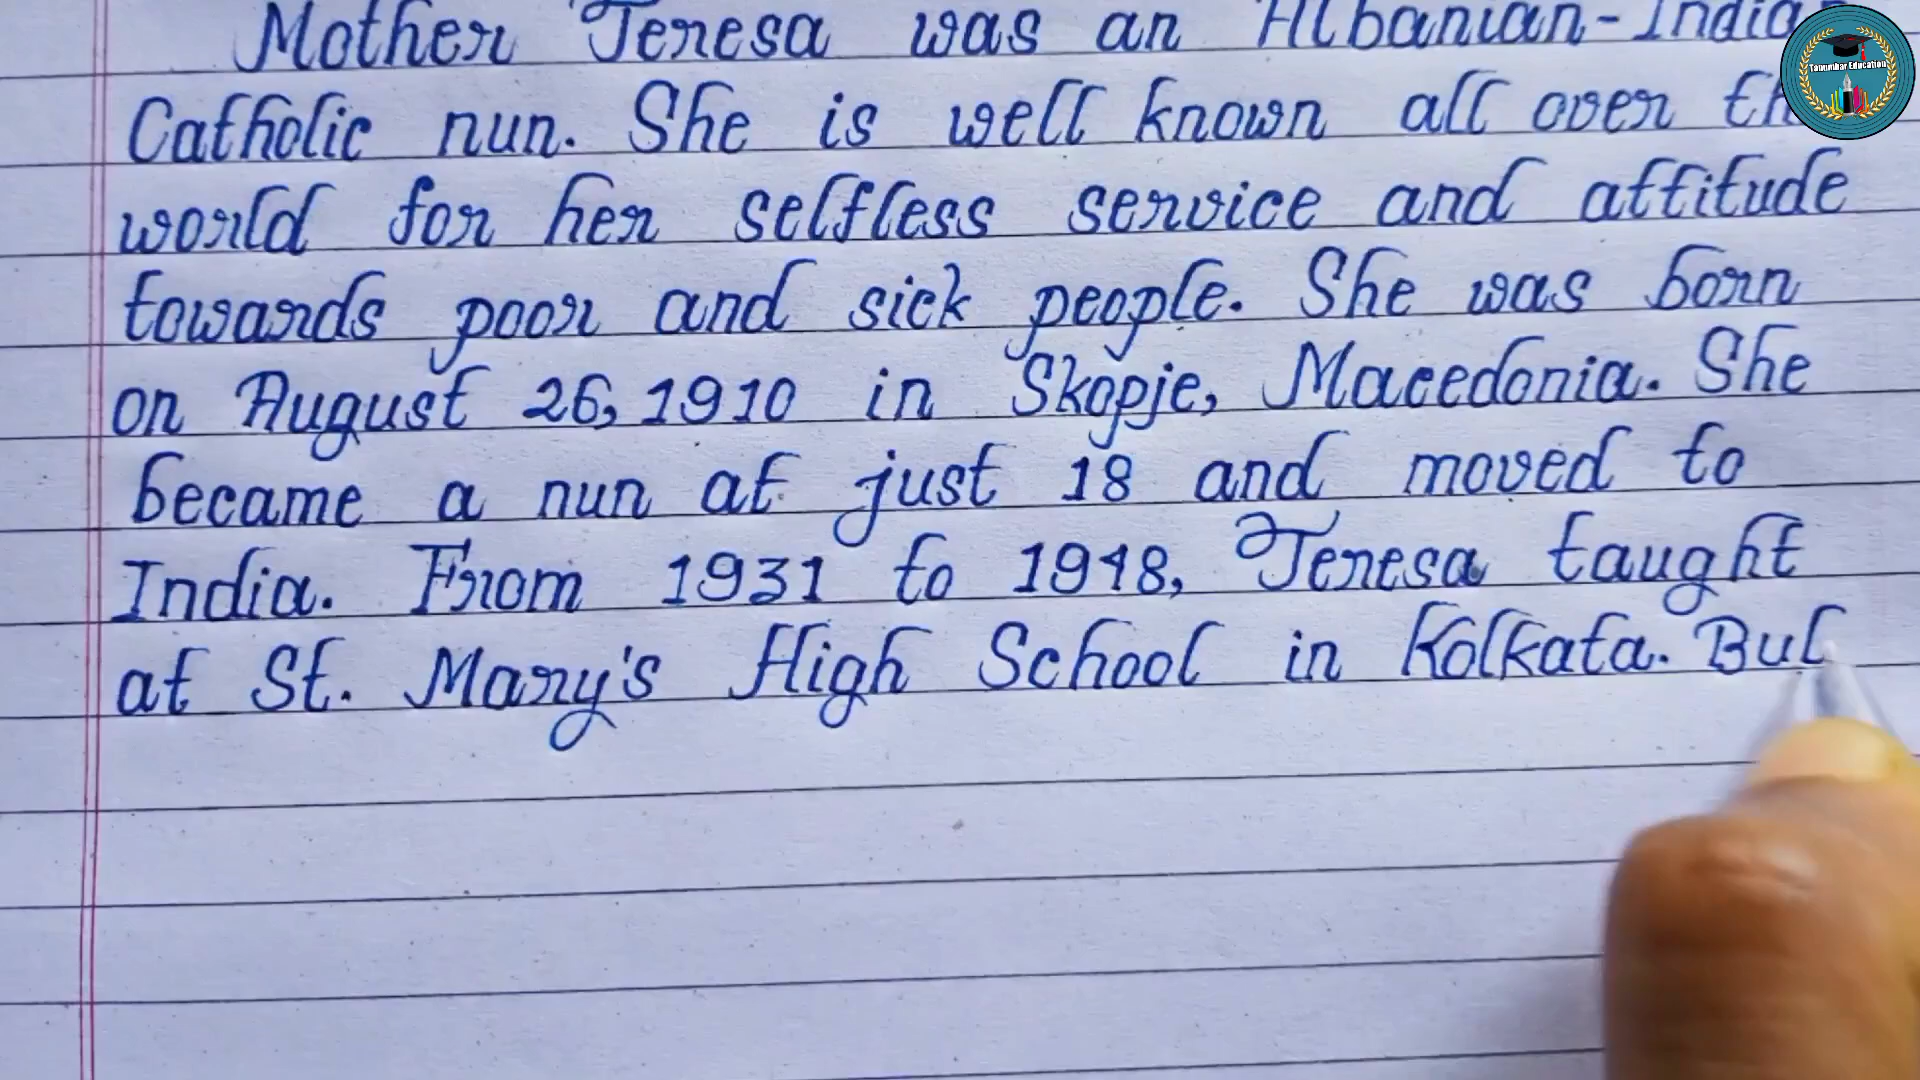 Mother Teresa was an Albanian-India
Catholic nun. She is well known all over th
world for her selfless service and attitude
towards poor and sick people. She was born
on August 26, 1910 in Skopje, Macedonia. She
became a nun at just 18 and moved to
India. From 1931 to 1948, Teresa taught
at St. Mary's High School in Kolkata. But
Tanumbar Education